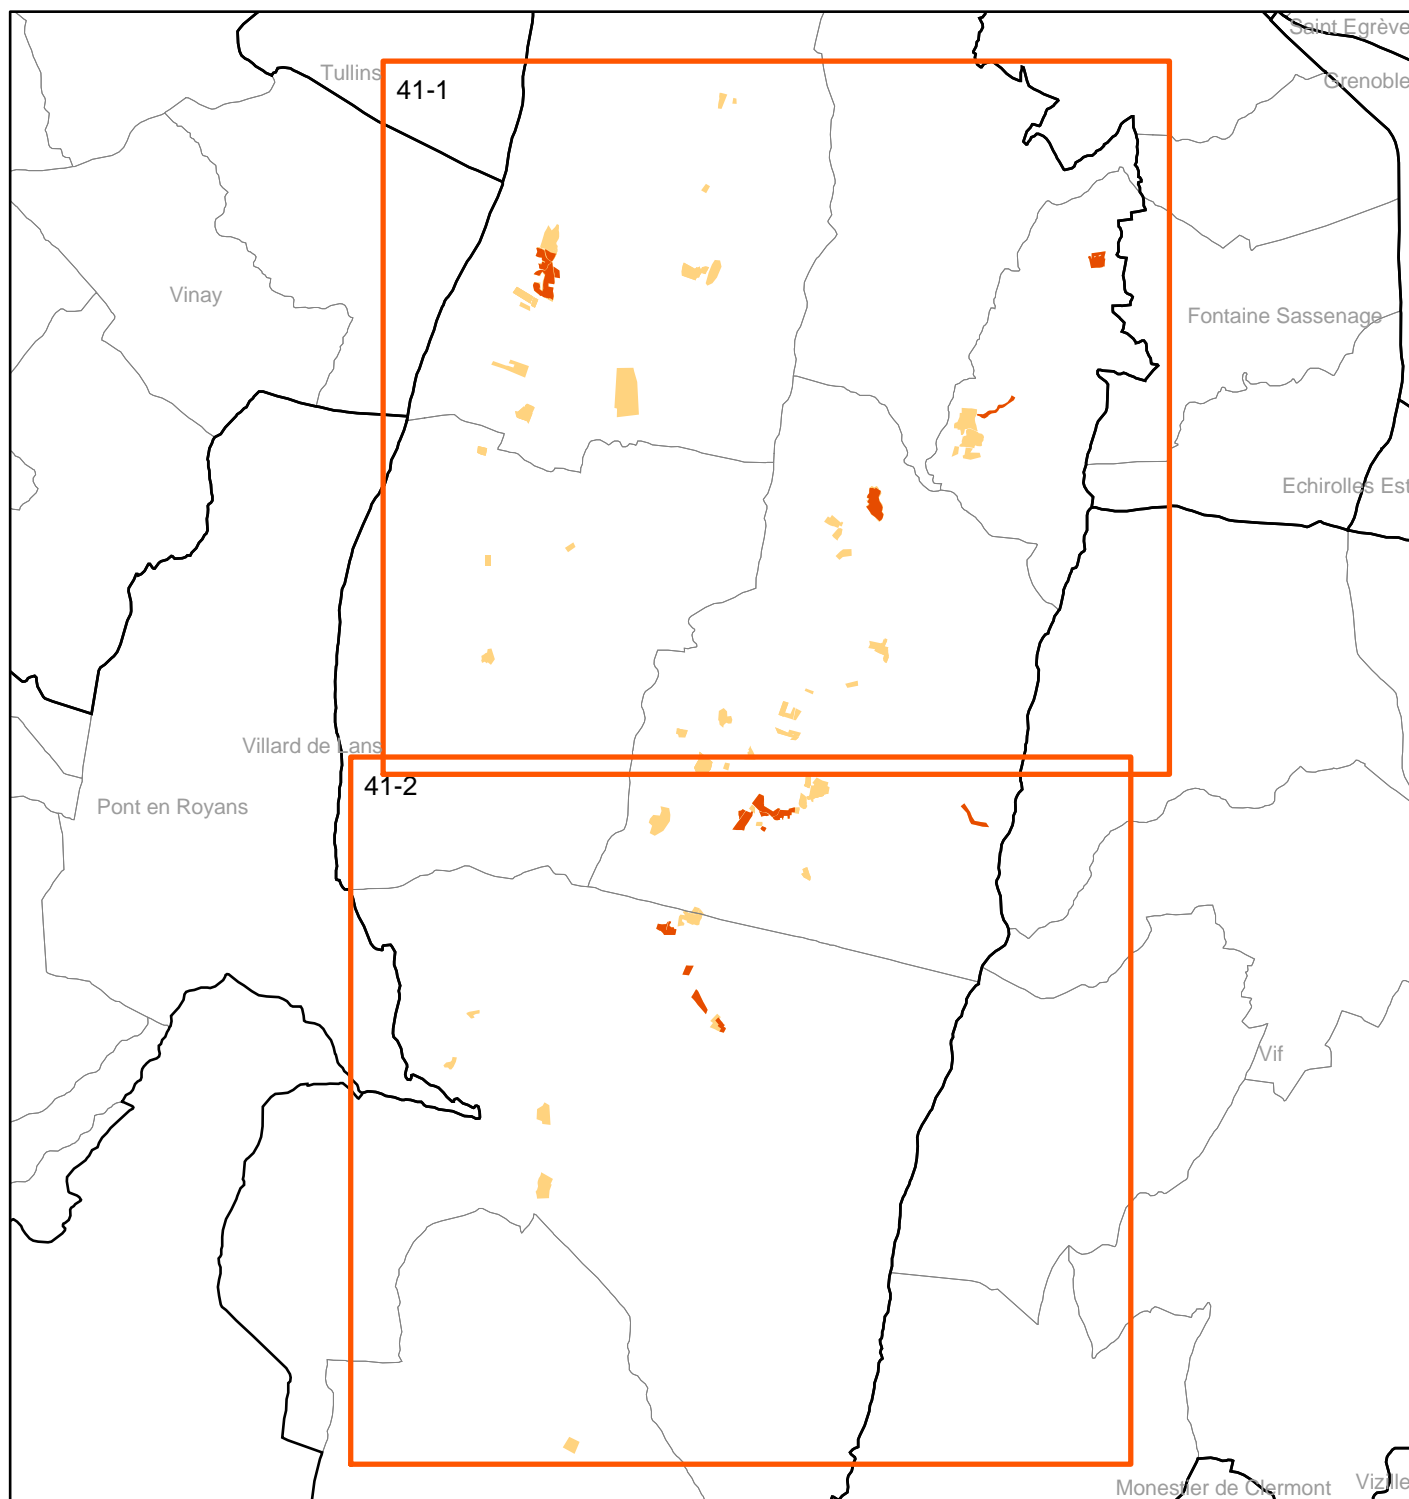 Saint Egrève
Tullins
Grenoble
41-1
Vinay
Fontaine Sassenage
Echirolles Est
Villard de Lans
41-2
Pont en Royans
Vif
Monestier de Clermont
Vizille